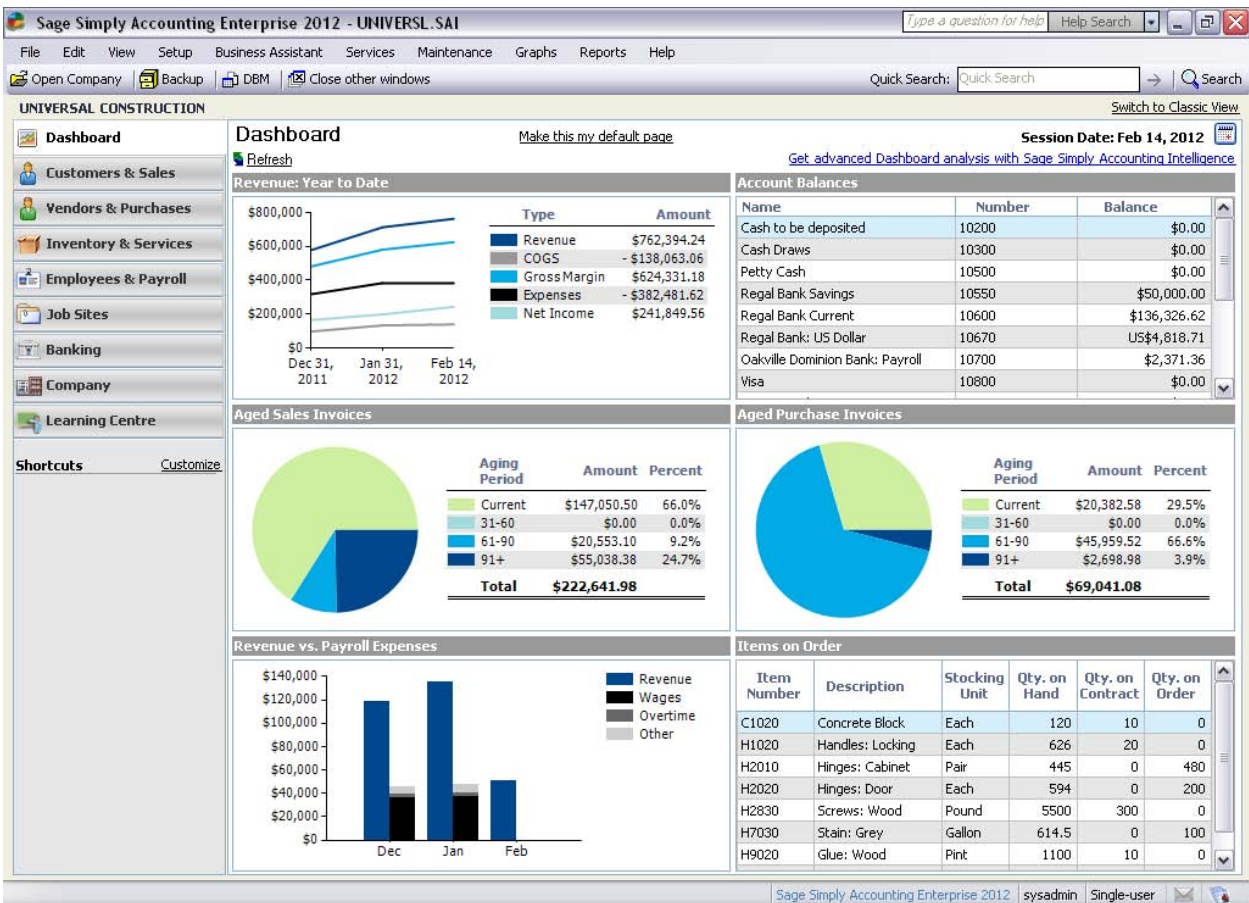 Sage Simply Accounting Enterprise 2012 - UNIVERSL.SAI
Type a question for help Help Search
File Edit View Setup Business Assistant Services Maintenance Graphs Reports Help
Open Company Backup DBM Close other windows Quick Search: Quick Search Search
UNIVERSAL CONSTRUCTION Switch to Classic View
Dashboard
Customers & Sales
Vendors & Purchases
Inventory & Services
Employees & Payroll
Job Sites
Banking
Company
Learning Centre
Shortcuts Customize
Dashboard Make this my default page Session Date: Feb 14, 2012
Refresh Get advanced Dashboard analysis with Sage Simply Accounting Intelligence
Revenue: Year to Date
$800,000
$600,000
$400,000
$200,000
$0
Dec 31, Jan 31, Feb 14,
2011 2012 2012
Type Amount
Revenue $762,394.24
COGS - $138,063.06
Gross Margin $624,331.18
Expenses - $382,481.62
Net Income $241,849.56
Account Balances
Name Number Balance
Cash to be deposited 10200 $0.00
Cash Draws 10300 $0.00
Petty Cash 10500 $0.00
Regal Bank Savings 10550 $50,000.00
Regal Bank Current 10600 $136,326.62
Regal Bank: US Dollar 10670 US$4,818.71
Oakville Dominion Bank: Payroll 10700 $2,371.36
Visa 10800 $0.00
Aged Sales Invoices
Aging
Period Amount Percent
Current $147,050.50 66.0%
31-60 $0.00 0.0%
61-90 $20,553.10 9.2%
91+ $55,038.38 24.7%
Total $222,641.98
Aged Purchase Invoices
Aging
Period Amount Percent
Current $20,382.58 29.5%
31-60 $0.00 0.0%
61-90 $45,959.52 66.6%
91+ $2,698.98 3.9%
Total $69,041.08
Revenue vs. Payroll Expenses
$140,000
$120,000
$100,000
$80,000
$60,000
$40,000
$20,000
$0
Dec Jan Feb
Revenue
Wages
Overtime
Other
Items on Order
Item Number Description Stocking Unit Qty. on Hand Qty. on Contract Qty. on Order
C1020 Concrete Block Each 120 10 0
H1020 Handles: Locking Each 626 20 0
H2010 Hinges: Cabinet Pair 445 0 480
H2020 Hinges: Door Each 594 0 200
H2830 Screws: Wood Pound 5500 300 0
H7030 Stain: Grey Gallon 614.5 0 100
H9020 Glue: Wood Pint 1100 10 0
Sage Simply Accounting Enterprise 2012 sysadmin Single-user